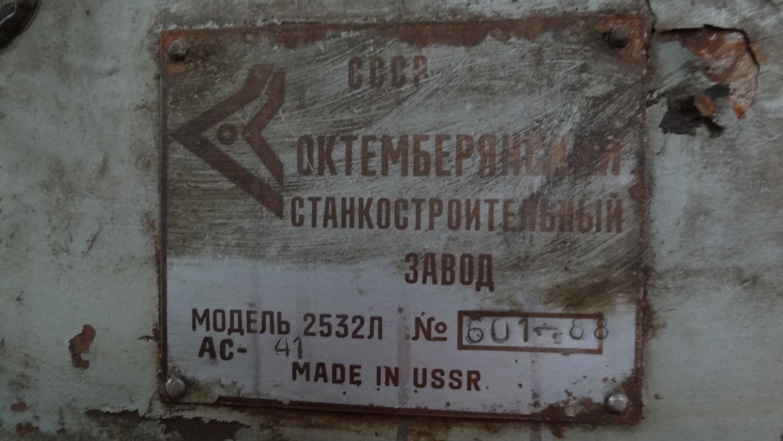 СССР
ОКТЕМБЕРЯНСКИЙ
СТАНКОСТРОИТЕЛЬНЫЙ
ЗАВОД
МОДЕЛЬ 2532Л №
АС- 41
MADE IN USSR